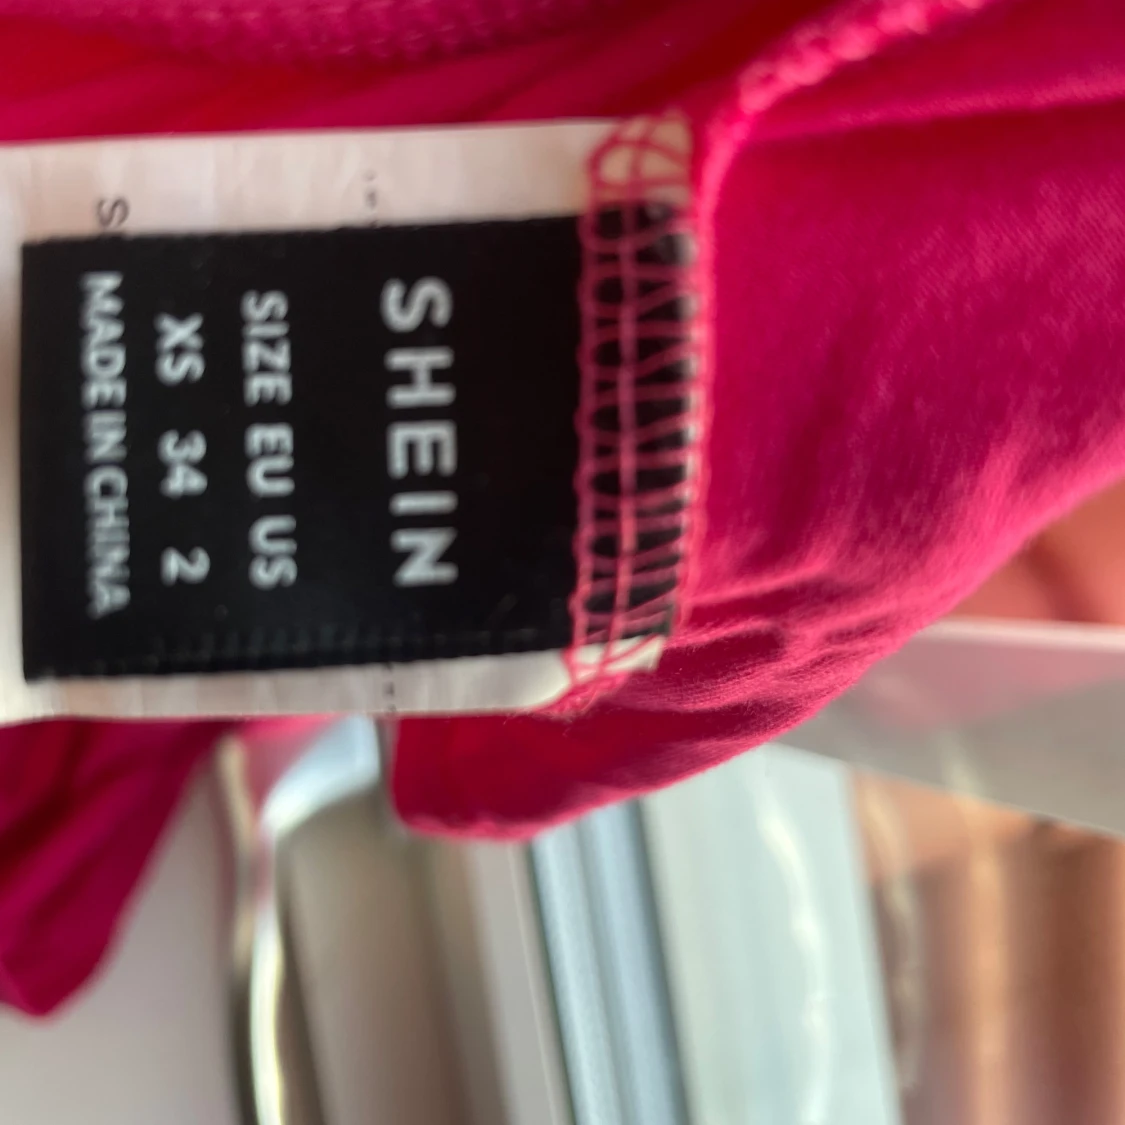 SHEIN
SIZE EU US
XS 34 2
MADE IN CHINA
S